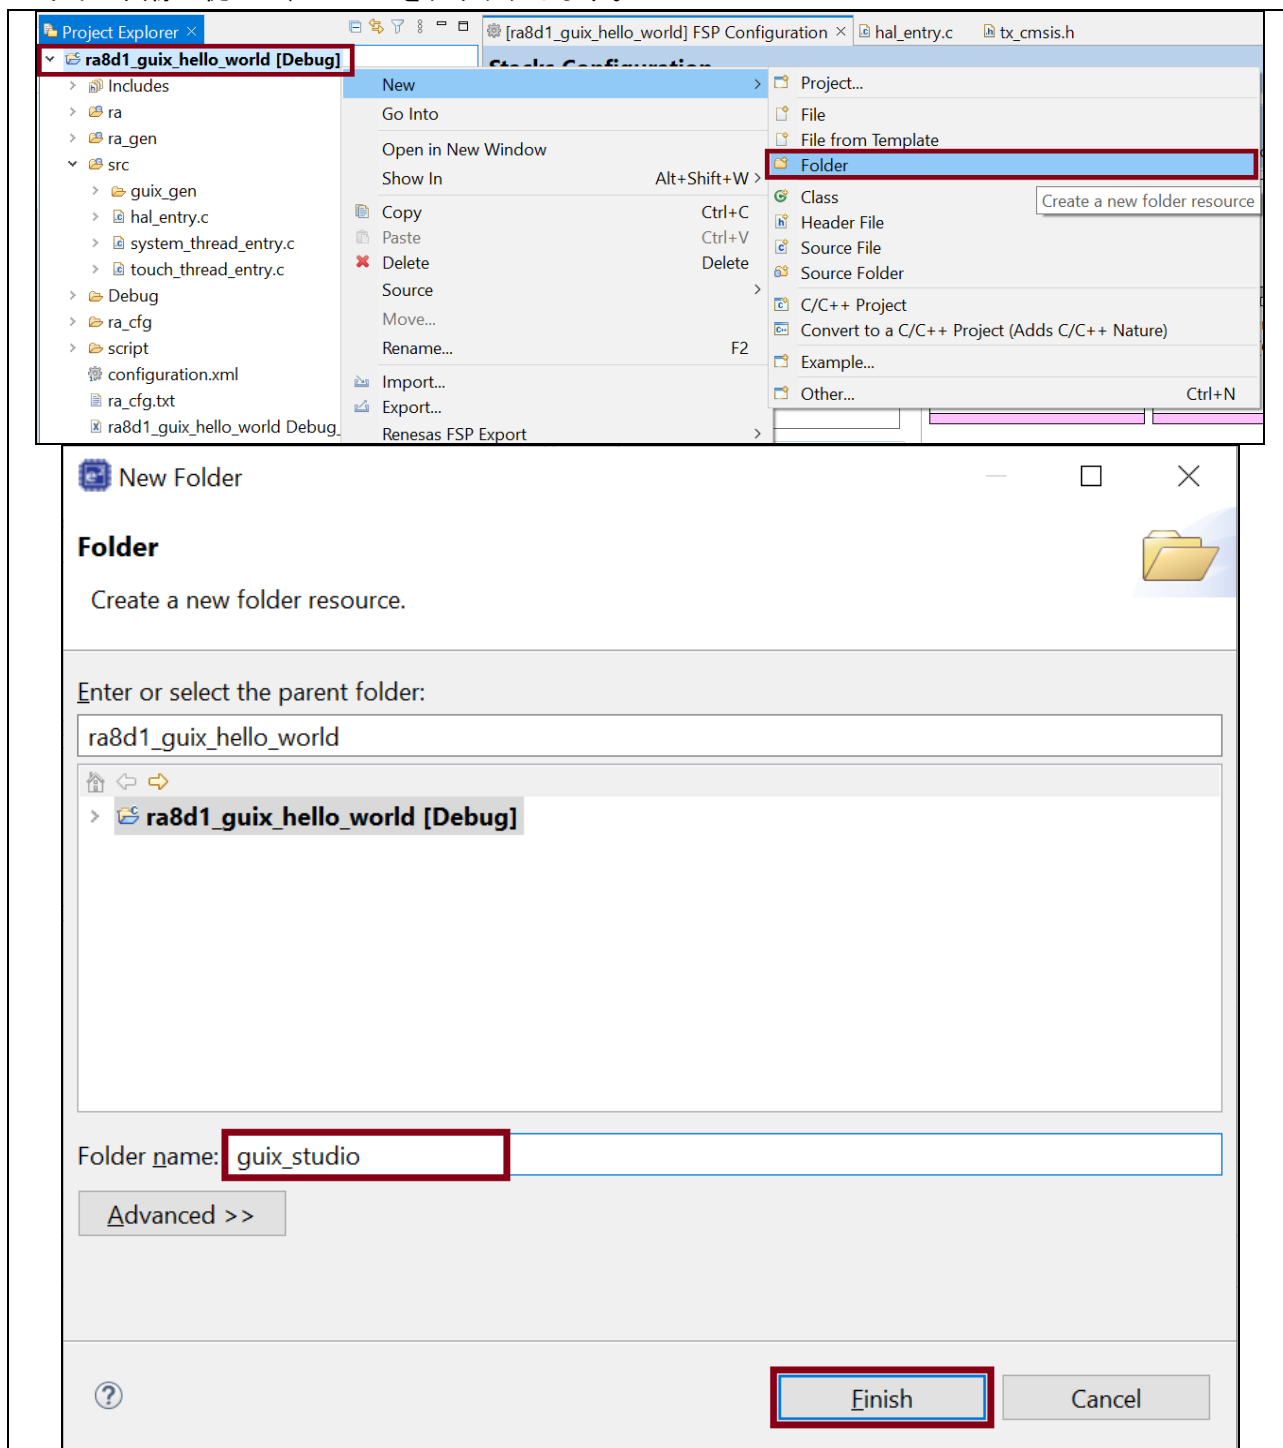 Project Explorer
[ra8d1_guix_hello_world] FSP Configuration
hal_entry.c
tx_cmsis.h
ra8d1_guix_hello_world [Debug]
Stacks Configuration
Includes
ra
ra_gen
src
guix_gen
hal_entry.c
system_thread_entry.c
touch_thread_entry.c
Debug
ra_cfg
script
configuration.xml
ra_cfg.txt
ra8d1_guix_hello_world Debug_
New
Go Into
Open in New Window
Show In Alt+Shift+W >
Copy Ctrl+C
Paste Ctrl+V
Delete Delete
Source
Move...
Rename... F2
Import...
Export...
Renesas FSP Export
Project...
File
File from Template
Folder
Class
Create a new folder resource
Header File
Source File
Source Folder
C/C++ Project
Convert to a C/C++ Project (Adds C/C++ Nature)
Example...
Other... Ctrl+N
New Folder
Folder
Create a new folder resource.
Enter or select the parent folder:
ra8d1_guix_hello_world
ra8d1_guix_hello_world [Debug]
Folder name: guix_studio
Advanced >>
Finish
Cancel